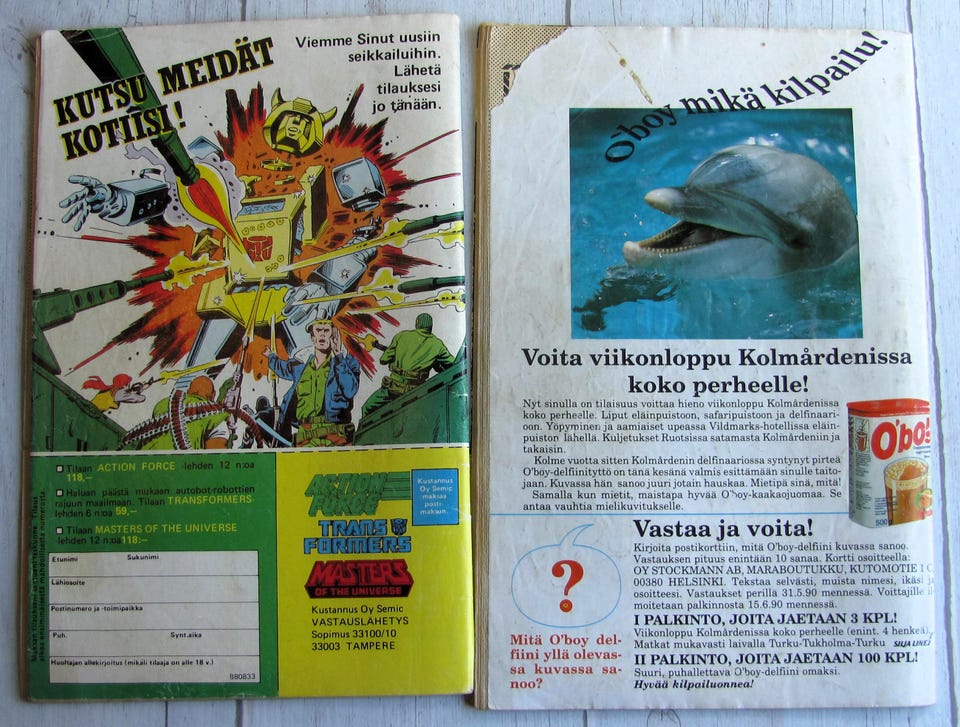 KUTSU MEIDÄT
KOTIISI!
Viemme Sinut uusiin
seikkailuihin.
Lähetä
tilauksesi
jo tänään.
Tilaan ACTION FORCE -lehden 12 n:oa
118,–
Haluan päästä mukaan autobot-robottien
rajuun maailmaan. Tilaan TRANSFORMERS-
lehden 6 n:oa 59,–
Tilaan MASTERS OF THE UNIVERSE
-lehden 12 n:oa 118:–
Etunimi Sukunimi
Lähiosoite
Postinumero ja -toimipaikka
Puh. Synt.aika
Huoltajan allekirjoitus (mikäli tilaaja on alle 18 v.)
880833
ACTION
FORCE
TRANS
FORMERS
MASTERS
OF THE UNIVERSE
Kustannus
Oy Semic
maksaa
posti-
maksun.
Kustannus Oy Semic
VASTAUSLÄHETYS
Sopimus 33100/10
33003 TAMPERE
O'boy mikä kilpailu!
Voita viikonloppu Kolmårdenissa
koko perheelle!
Nyt sinulla on tilaisuus voittaa hieno viikonloppu Kolmårdenissa
koko perheelle. Liput eläinpuistoon, safaripuistoon ja delfinaari-
oon. Yöpyminen ja aamiaiset upeassa Vildmarks-hotellissa eläin-
puiston lähellä. Kuljetukset Ruotsissa satamasta Kolmårdeniin ja
takaisin.
Kolme vuotta sitten Kolmårdenin delfinaariossa syntynyt pirteä
O'boy-delfiinityttö on tänä kesänä valmis esittämään sinulle taito-
jaan. Kuvassa hän sanoo juuri jotain hauskaa. Mietipä sinä, mitä!
Samalla kun mietit, maistapa hyvää O'boy-kaakaojuomaa. Se
antaa vauhtia mielikuvitukselle.
O'boy
500 g
Vastaa ja voita!
Kirjoita postikorttiin, mitä O'boy-delfiini kuvassa sanoo.
Vastauksen pituus enintään 10 sanaa. Kortti osoitteella:
OY STOCKMANN AB, MARABOUTUKKU, KUTOMOTIE 1 C,
00380 HELSINKI. Tekstaa selvästi, muista nimesi, ikäsi ja
osoitteesi. Vastaukset perillä 31.5.90 mennessä. Voittajille il-
moitetaan palkinnosta 15.6.90 mennessä.
I PALKINTO, JOITA JAETAAN 3 KPL!
Viikonloppu Kolmårdenissa koko perheelle (enint. 4 henkeä).
Matkat mukavasti laivalla Turku-Tukholma-Turku SILJA LINE
II PALKINTO, JOITA JAETAAN 100 KPL!
Suuri, puhallettava O'boy-delfiini omaksi.
Hyvää kilpailuonnea!
?
Mitä O'boy del-
fiini yllä olevas-
sa kuvassa sa-
noo?